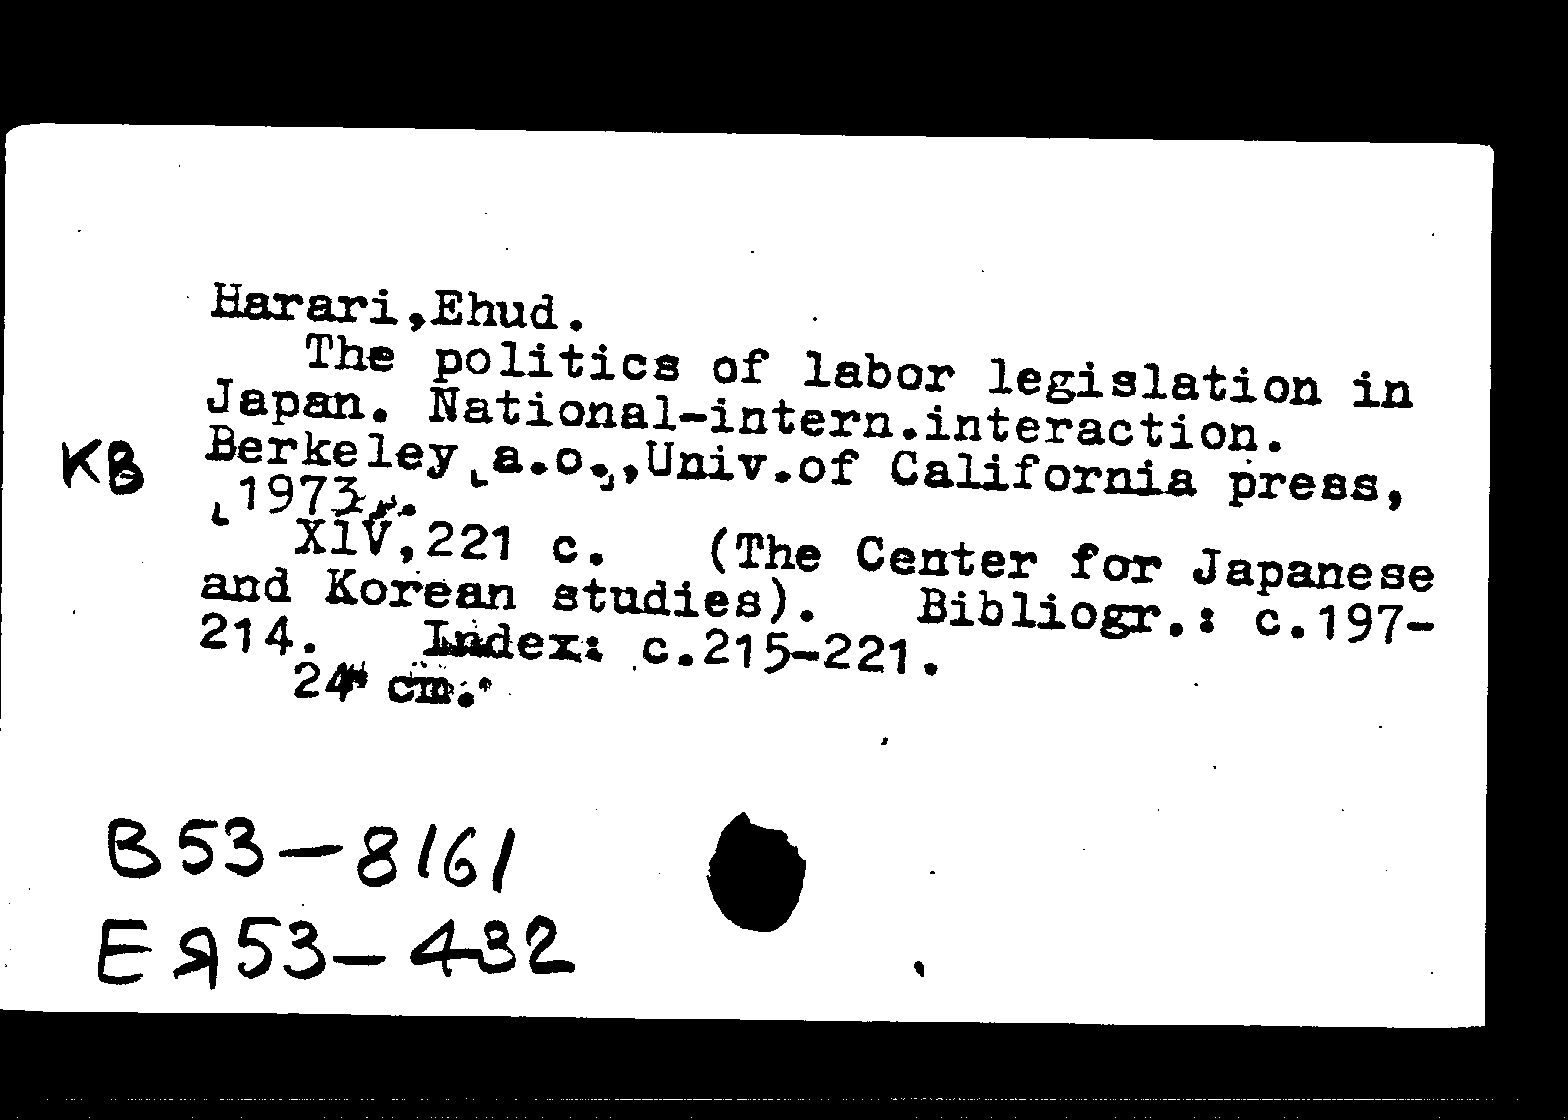 Harari,Ehud.
The politics of labor legislation in
Japan. National-intern.interaction.
KB
Berkeley [a.o.],Univ.of California press,
[1973].
XIV,221 c. (The Center for Japanese
and Korean studies). Bibliogr.: c.197-
214. Index: c.215-221.
24 cm.
B53-8161
ЕЯ53-432